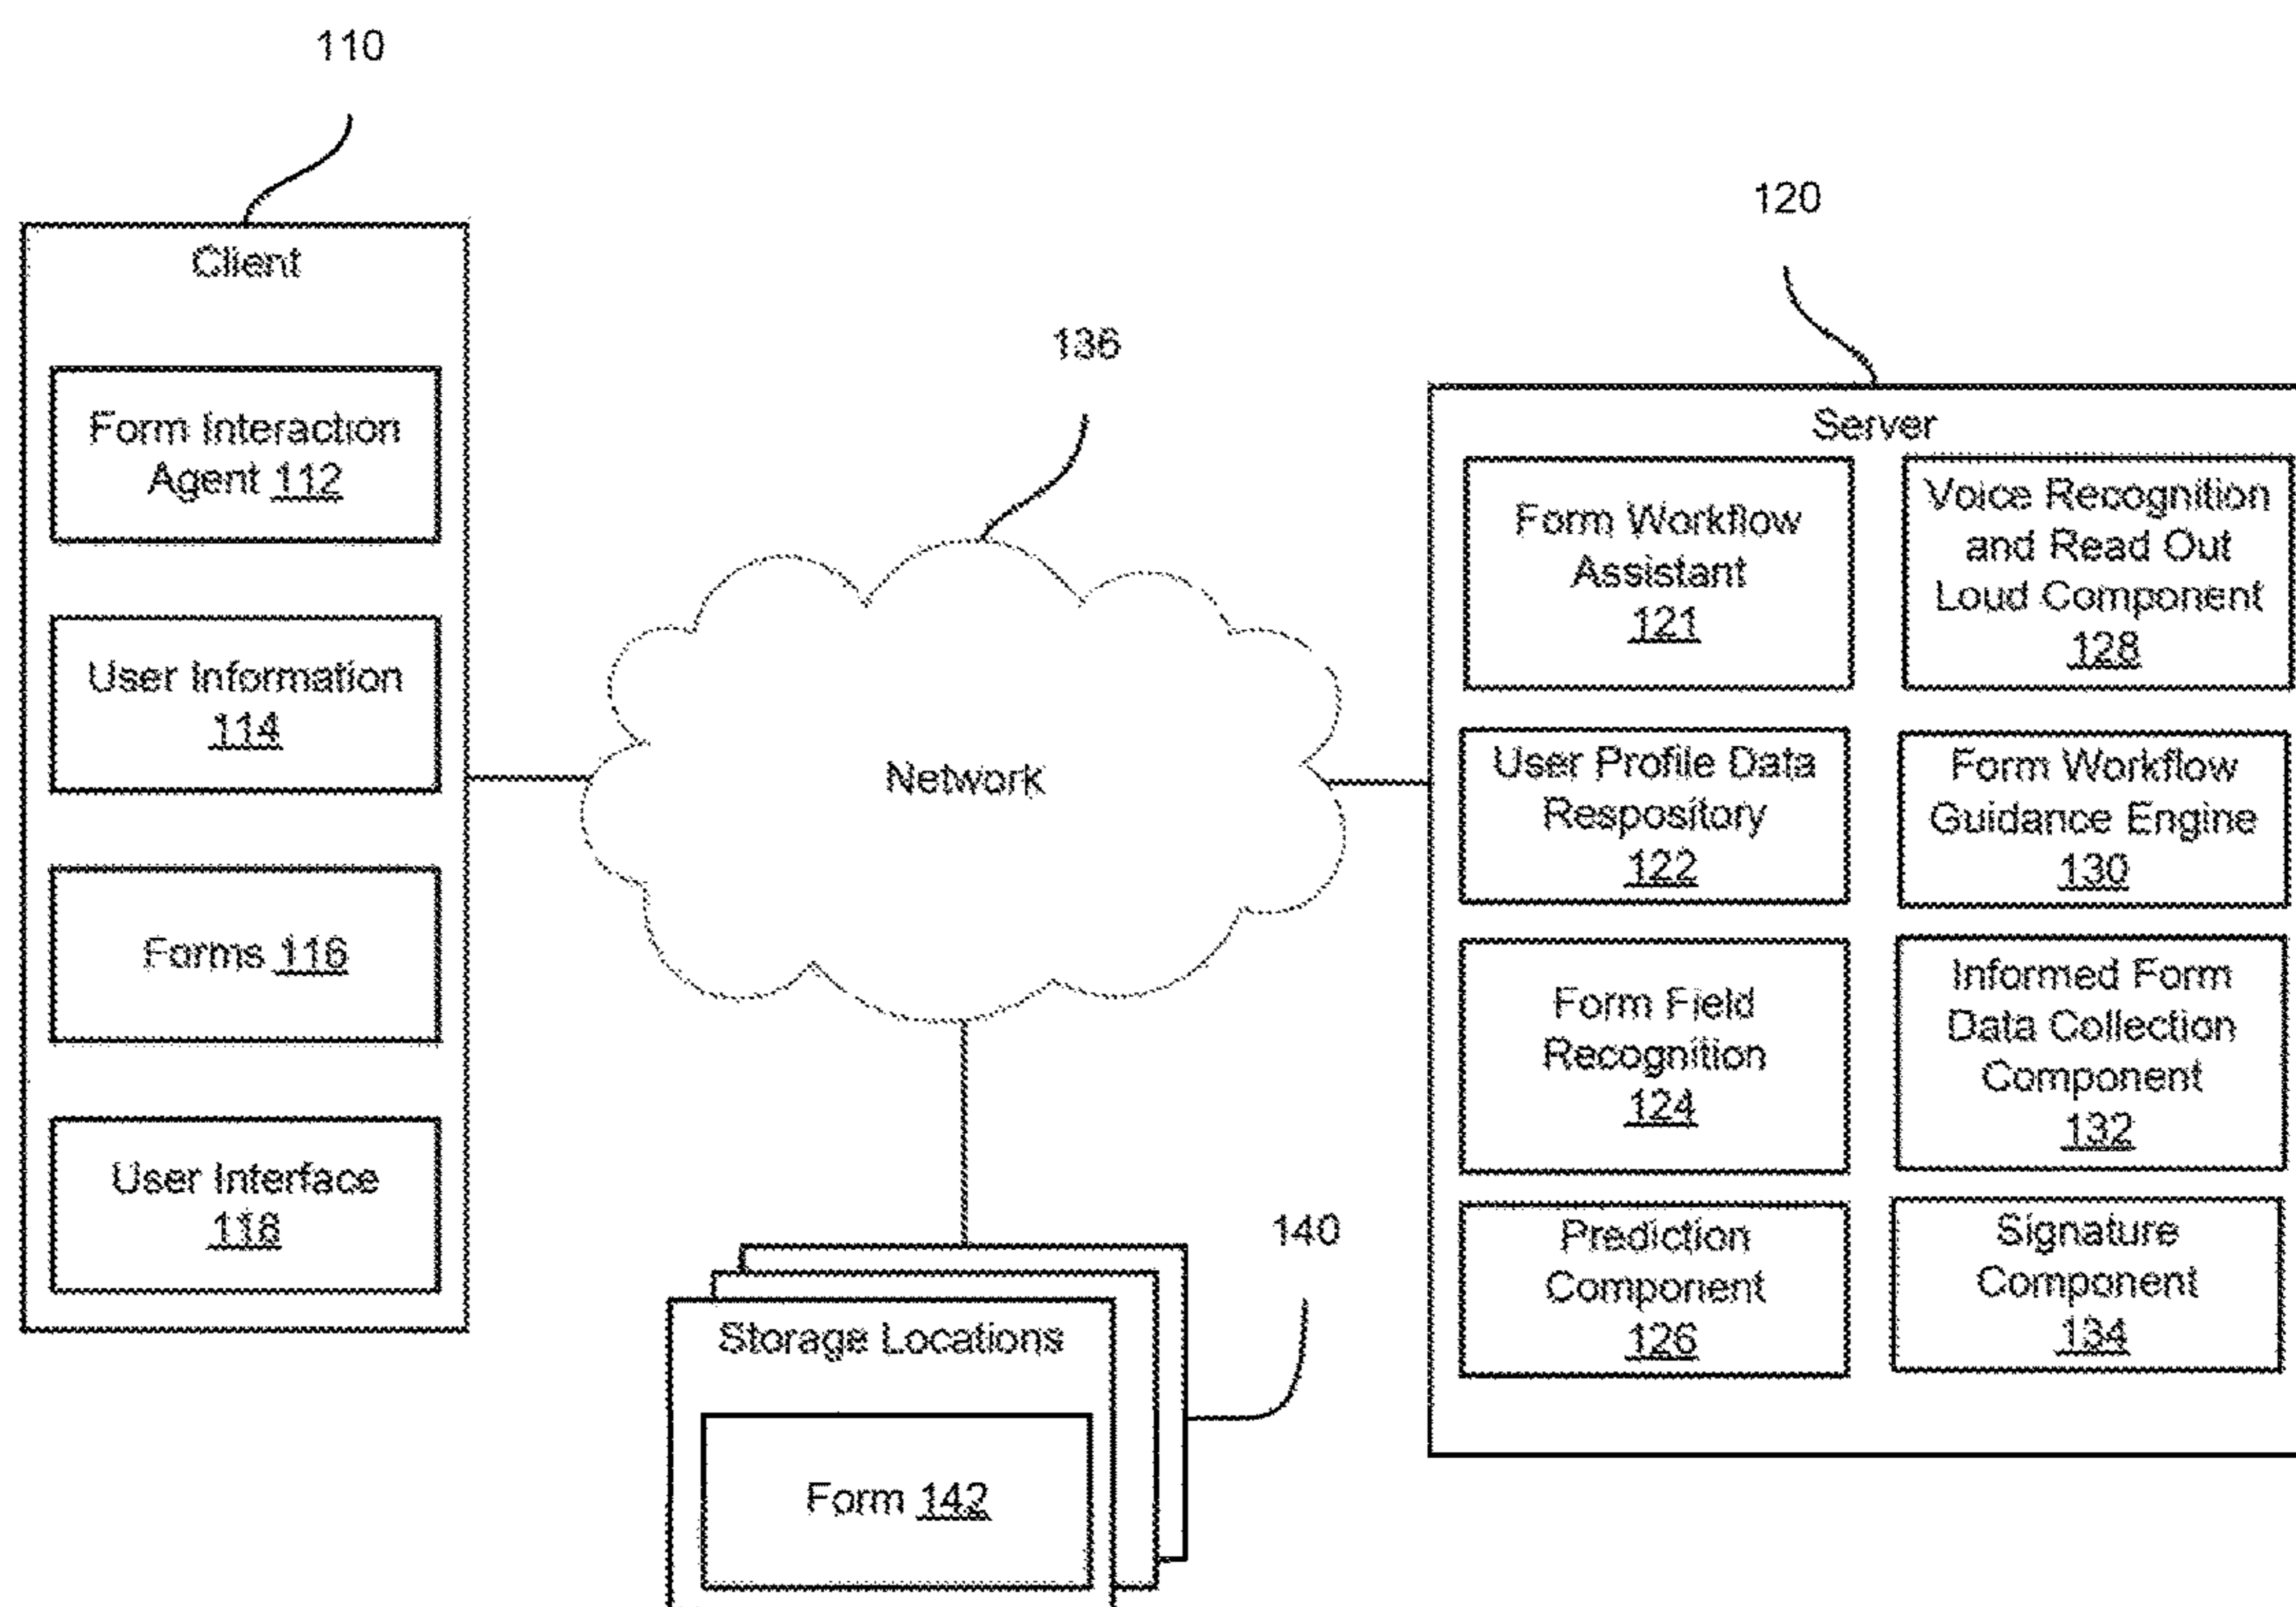 110
Client
Form Interaction
Agent 112
User Information
114
Forms 116
User Interface
118
136
Network
Storage Locations
Form 142
140
120
Server
Form Workflow
Assistant
121
User Profile Data
Respository
122
Form Field
Recognition
124
Prediction
Component
126
Voice Recognition
and Read Out
Loud Component
128
Form Workflow
Guidance Engine
130
Informed Form
Data Collection
Component
132
Signature
Component
134